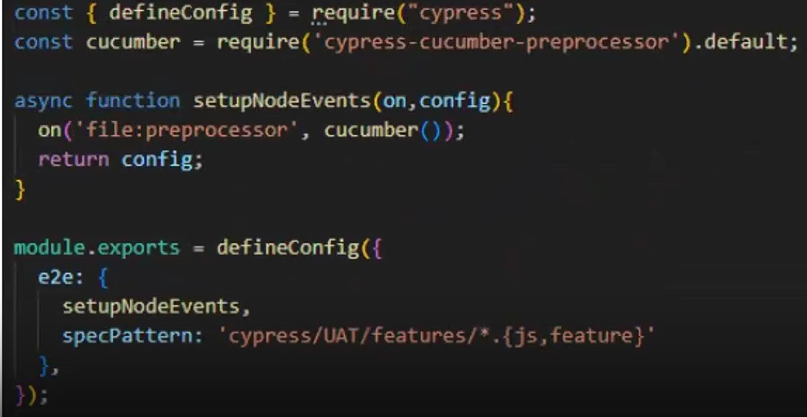 const { defineConfig } = require("cypress");
const cucumber = require('cypress-cucumber-preprocessor').default;
async function setupNodeEvents(on,config){
on('file:preprocessor', cucumber());
return config;
}
module.exports = defineConfig({
e2e: {
setupNodeEvents,
specPattern: 'cypress/UAT/features/*.{js,feature}'
},
});